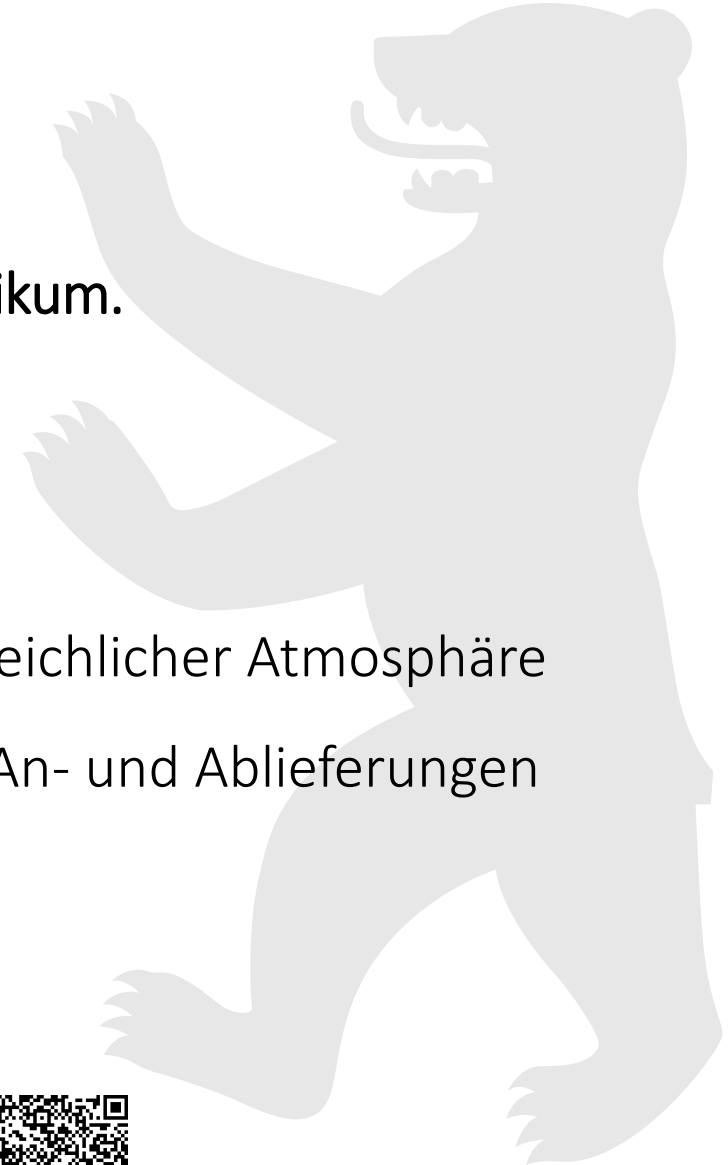 ikum.
eichlicher Atmosphäre
An- und Ablieferungen